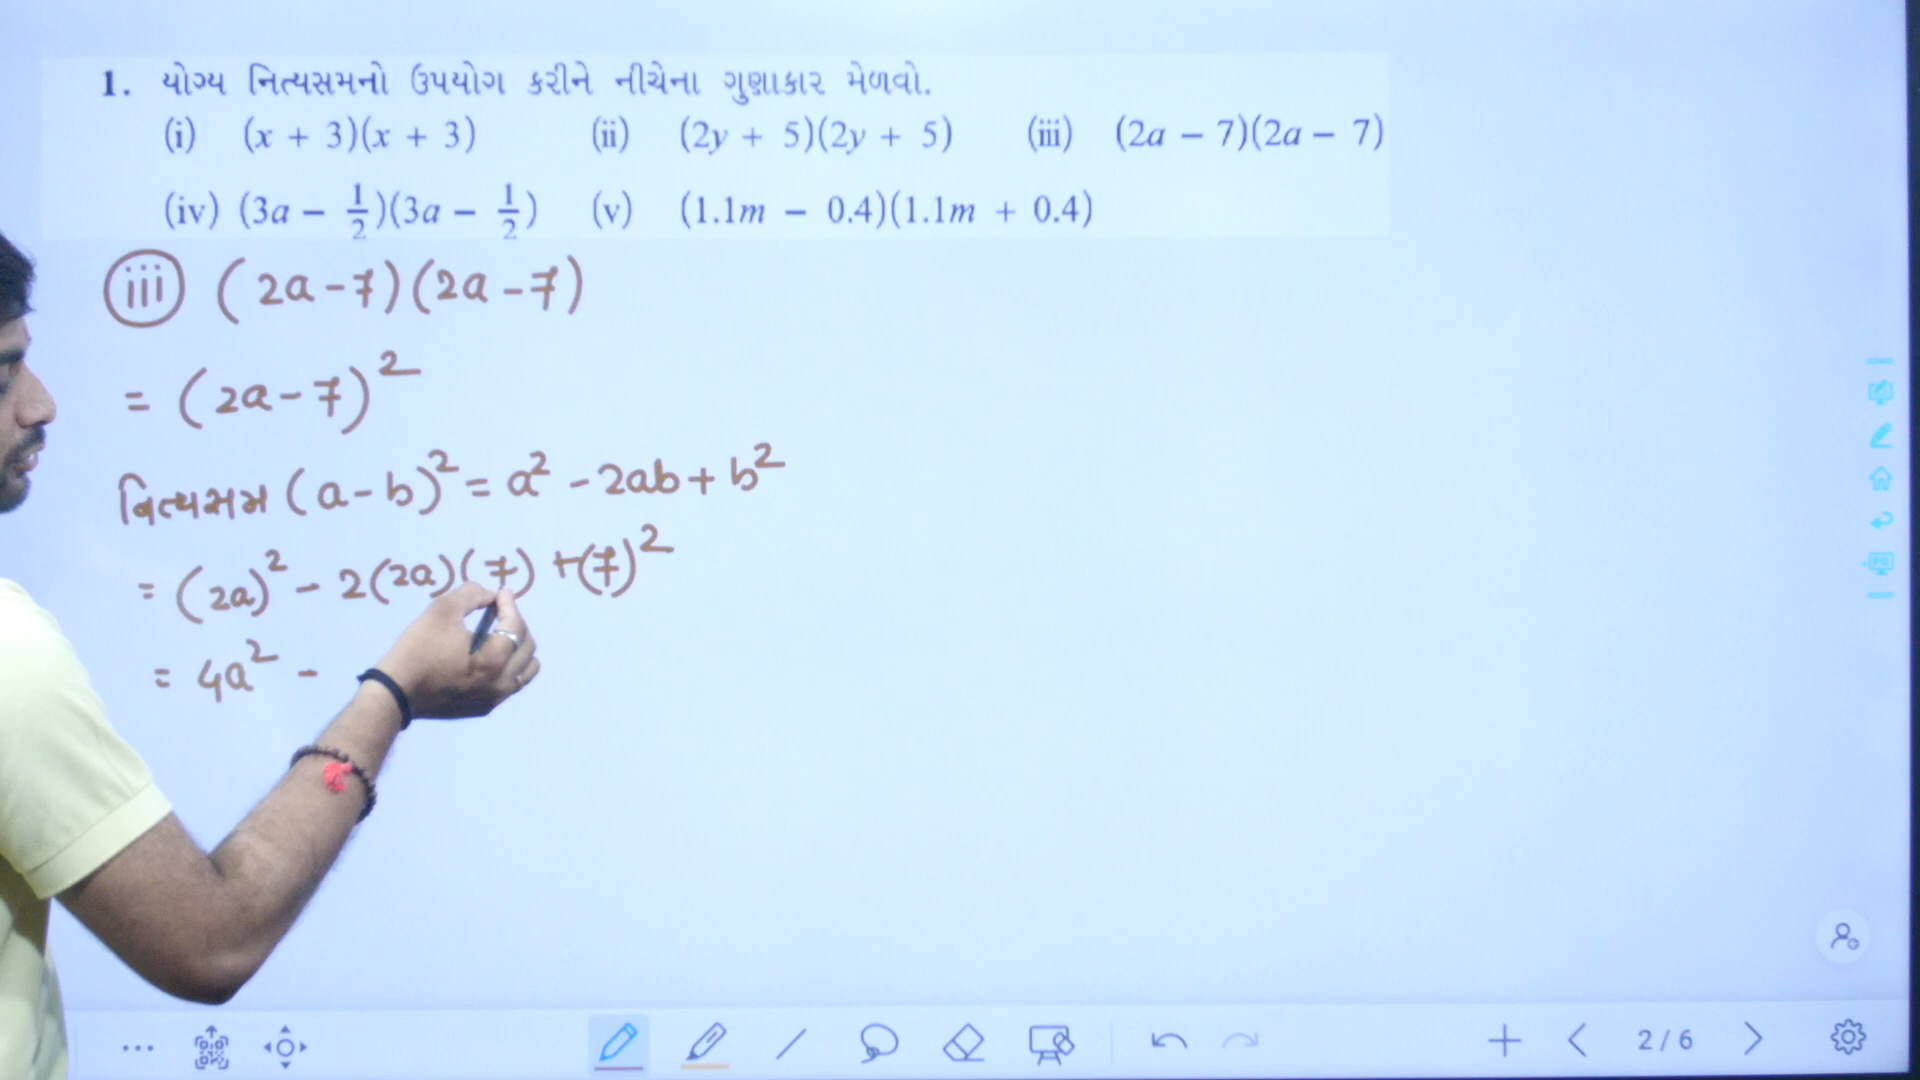 1. યોગ્ય નિત્યસમનો ઉપયોગ કરીને નીચેના ગુણાકાર મેળવો.
(i) (x + 3)(x + 3) (ii) (2y + 5)(2y + 5) (iii) (2a − 7)(2a − 7)
(iv) (3a − 1/2)(3a − 1/2) (v) (1.1m − 0.4)(1.1m + 0.4)
(iii) (2a-7)(2a-7)
= (2a-7)²
નિત્યસમ (a-b)² = a² - 2ab + b²
= (2a)² - 2(2a)(7) + (7)²
= 4a² -
2/6